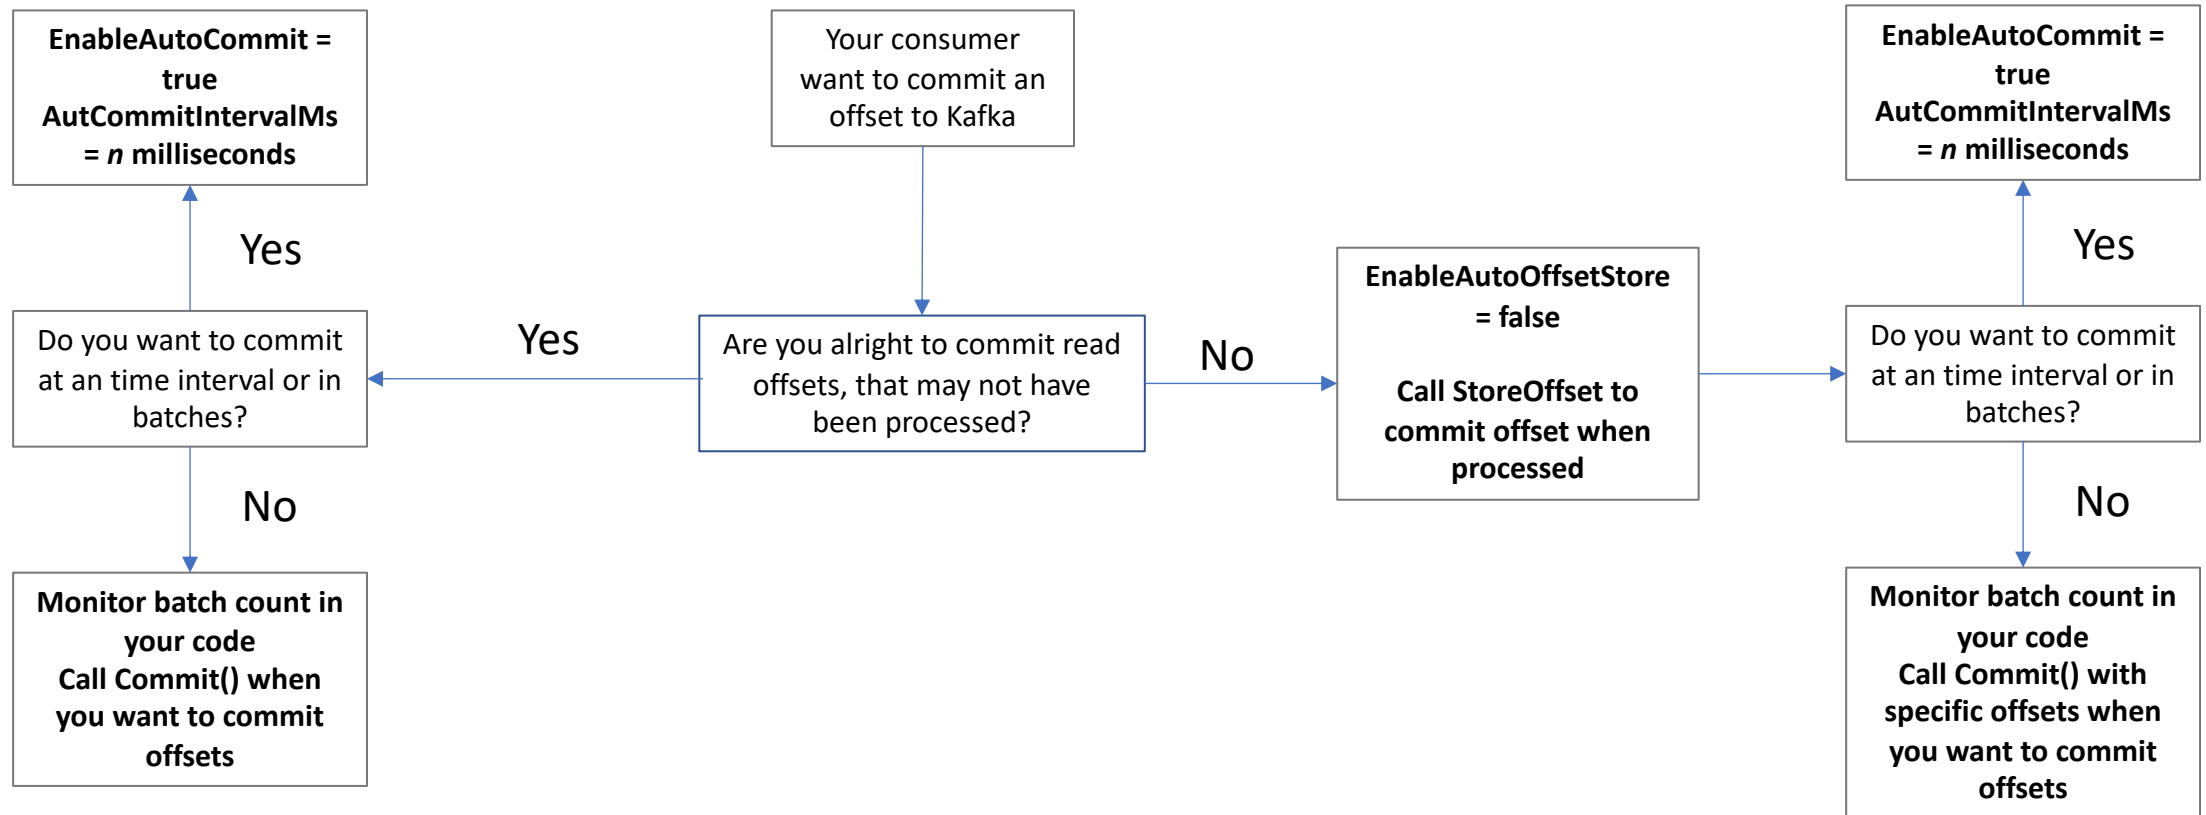 EnableAutoCommit =
true
AutCommitIntervalMs
= n milliseconds
Your consumer
want to commit an
offset to Kafka
EnableAutoCommit =
true
AutCommitIntervalMs
= n milliseconds
Yes
Yes
Do you want to commit
at an time interval or in
batches?
Yes
Are you alright to commit read
offsets, that may not have
been processed?
No
EnableAutoOffsetStore
= false
Call StoreOffset to
commit offset when
processed
Do you want to commit
at an time interval or in
batches?
No
No
Monitor batch count in
your code
Call Commit() when
you want to commit
offsets
Monitor batch count in
your code
Call Commit() with
specific offsets when
you want to commit
offsets